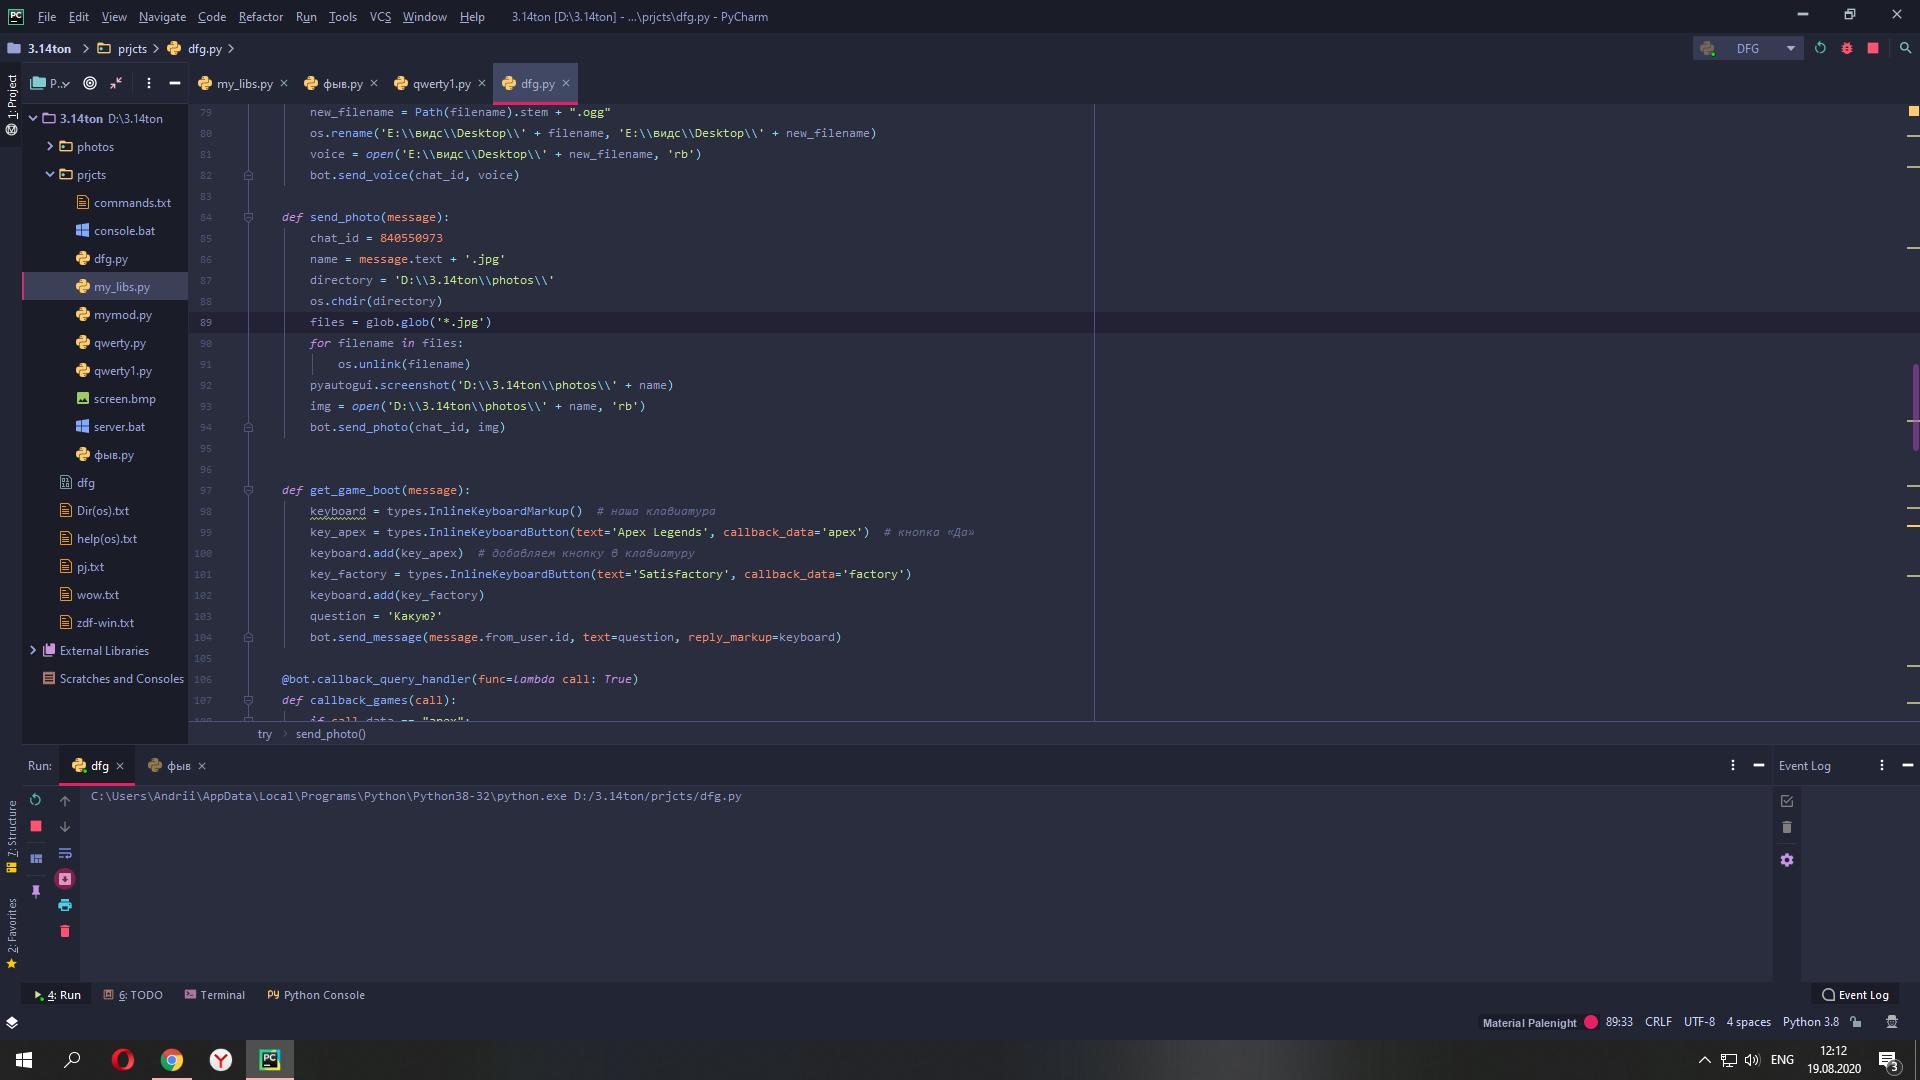 File Edit View Navigate Code Refactor Run Tools VCS Window Help 3.14ton [D:\3.14ton] - ...\prjcts\dfg.py - PyCharm
3.14ton prjcts dfg.py DFG
1: Project
P.. my_libs.py фыв.py qwerty1.py dfg.py
3.14ton D:\3.14ton
photos
prjcts
commands.txt
console.bat
dfg.py
my_libs.py
mymod.py
qwerty.py
qwerty1.py
screen.bmp
server.bat
фыв.py
dfg
Dir(os).txt
help(os).txt
pj.txt
wow.txt
zdf-win.txt
External Libraries
Scratches and Consoles
79 new_filename = Path(filename).stem + ".ogg"
80 os.rename('E:\\видс\\Desktop\\' + filename, 'E:\\видс\\Desktop\\' + new_filename)
81 voice = open('E:\\видс\\Desktop\\' + new_filename, 'rb')
82 bot.send_voice(chat_id, voice)
83
84 def send_photo(message):
85 chat_id = 840550973
86 name = message.text + '.jpg'
87 directory = 'D:\\3.14ton\\photos\\'
88 os.chdir(directory)
89 files = glob.glob('*.jpg')
90 for filename in files:
91 os.unlink(filename)
92 pyautogui.screenshot('D:\\3.14ton\\photos\\' + name)
93 img = open('D:\\3.14ton\\photos\\' + name, 'rb')
94 bot.send_photo(chat_id, img)
95
96
97 def get_game_boot(message):
98 keyboard = types.InlineKeyboardMarkup() # наша клавиатура
99 key_apex = types.InlineKeyboardButton(text='Apex Legends', callback_data='apex') # кнопка «Да»
100 keyboard.add(key_apex) # добавляем кнопку в клавиатуру
101 key_factory = types.InlineKeyboardButton(text='Satisfactory', callback_data='factory')
102 keyboard.add(key_factory)
103 question = 'Какую?'
104 bot.send_message(message.from_user.id, text=question, reply_markup=keyboard)
105
106 @bot.callback_query_handler(func=lambda call: True)
107 def callback_games(call):
108 if call.data == "apex":
try send_photo()
Run: dfg фыв Event Log
C:\Users\Andrii\AppData\Local\Programs\Python\Python38-32\python.exe D:/3.14ton/prjcts/dfg.py
7: Structure
2: Favorites
4: Run 6: TODO Terminal Python Console Event Log
Material Palenight 89:33 CRLF UTF-8 4 spaces Python 3.8
ENG 12:12
19.08.2020
3